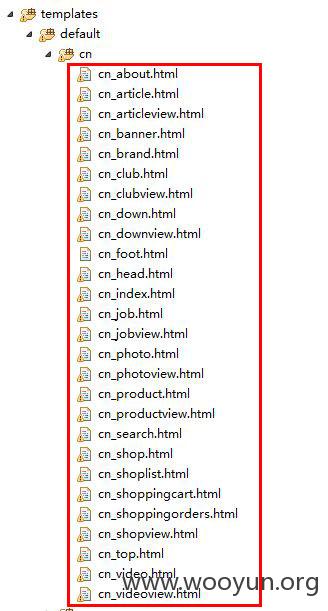 templates
default
cn
cn_about.html
cn_article.html
cn_articleview.html
cn_banner.html
cn_brand.html
cn_club.html
cn_clubview.html
cn_down.html
cn_downview.html
cn_foot.html
cn_head.html
cn_index.html
cn_job.html
cn_jobview.html
cn_photo.html
cn_photoview.html
cn_product.html
cn_productview.html
cn_search.html
cn_shop.html
cn_shoplist.html
cn_shoppingcart.html
cn_shoppingorders.html
cn_shopview.html
cn_top.html
cn_video.html
www.wooyun.org
cn_videoview.html